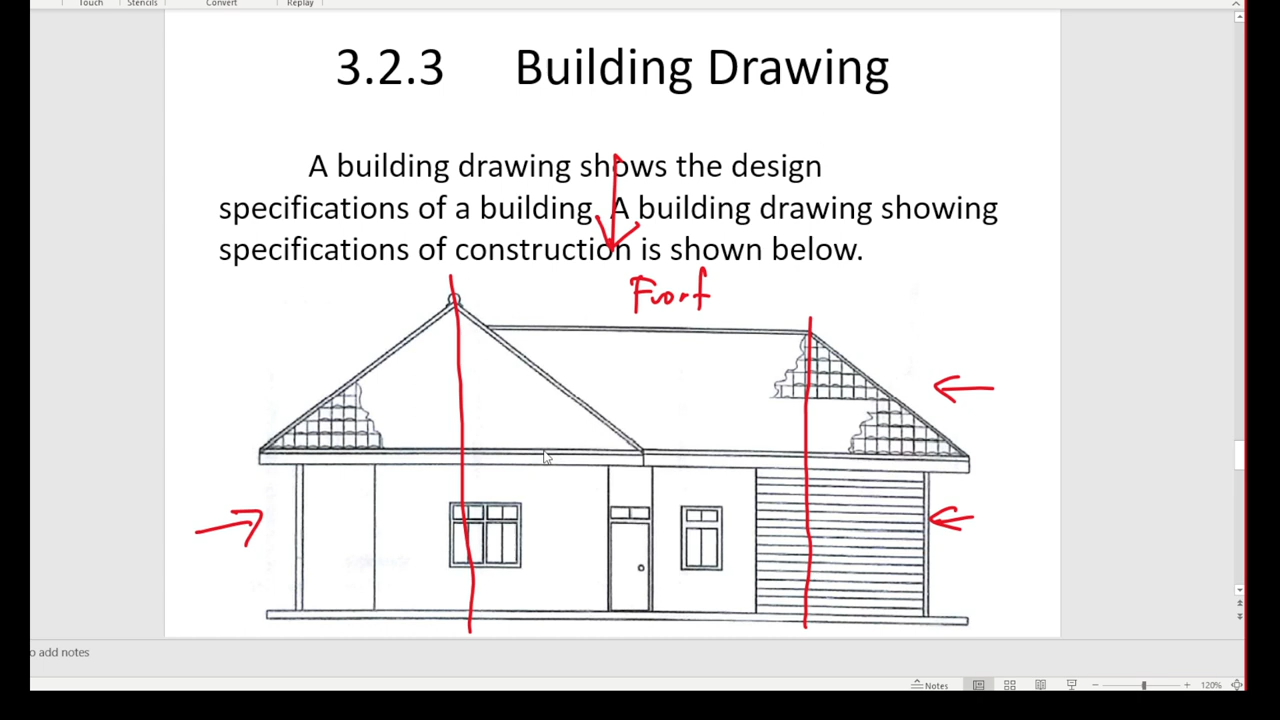 Touch Stencils Convert Replay
3.2.3 Building Drawing
A building drawing shows the design
specifications of a building. A building drawing showing
specifications of construction is shown below.
Front
o add notes
Notes
120%